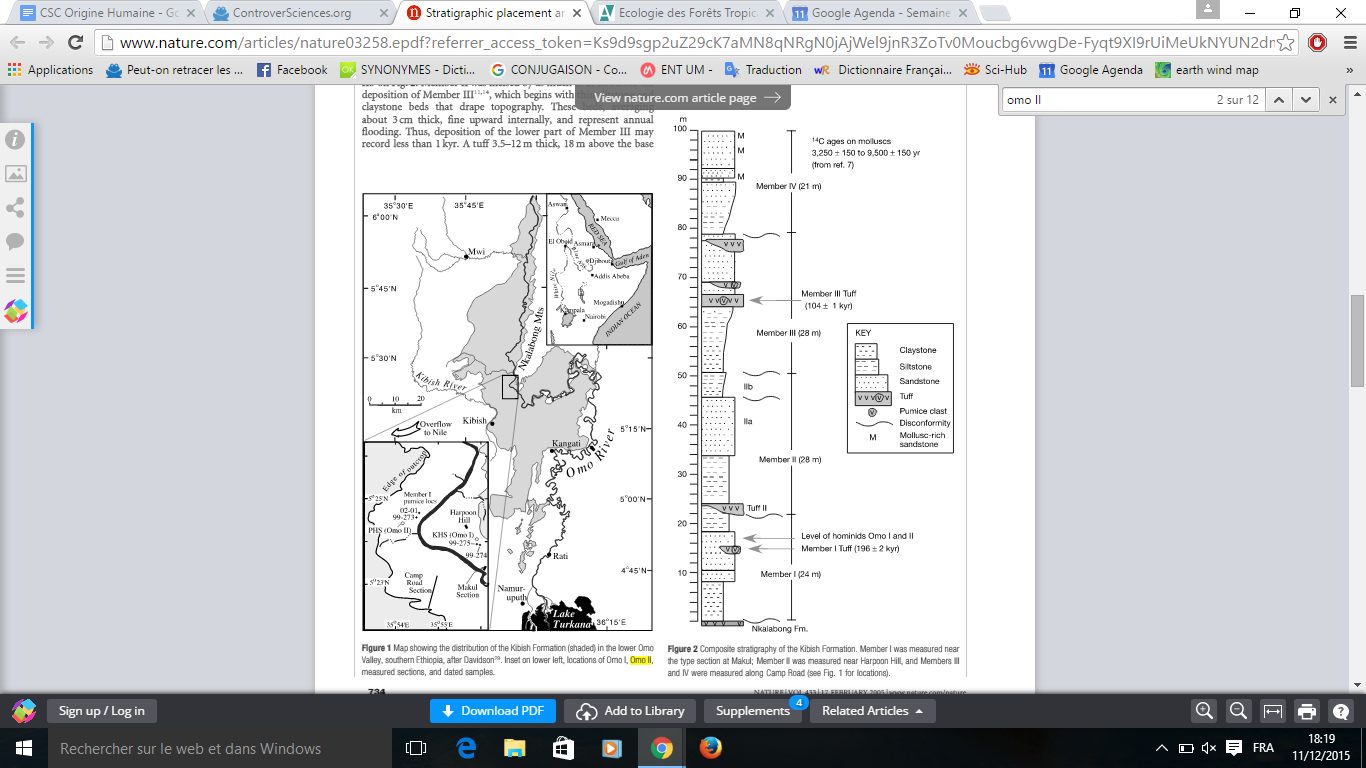 CSC Origine Humaine - Go
ControverSciences.org
Stratigraphic placement ar
Ecologie des Forêts Tropic
Google Agenda - Semaine
www.nature.com/articles/nature03258.epdf?referrer_access_token=Ks9d9sgp2uZ29cK7aMN8qNRgN0jAjWel9jnR3ZoTv0Moucbg6vwgDe-Fyqt9XI9rUiMeUkNYUN2dr
Applications
Peut-on retracer les ...
Facebook
SYNONYMES - Dicti...
CONJUGAISON - Co...
ENT UM -
Traduction
Dictionnaire Françai...
Sci-Hub
Google Agenda
earth wind map
»
omo II
2 sur 12
View nature.com article page
deposition of Member III11,14, which begins with
claystone beds that drape topography. These
about 3 cm thick, fine upward internally, and represent annual
flooding. Thus, deposition of the lower part of Member III may
record less than 1 kyr. A tuff 3.5–12 m thick, 18 m above the base
35°30'E
35°45'E
6°00'N
Mwi
5°45'N
5°30'N
Kibish River
0 10 20
km
Overflow
to Nile
Kibish
Nkalabong Mts
Kangati
Omo River
5°15'N
5°00'N
4°45'N
Rati
Namur-
uputh
Lake
Turkana
36°15'E
Aswan
Mecca
RED SEA
El Obeid
Asmara
Blue Nile
White Nile
Djibouti
Gulf of Aden
Addis Ababa
Mogadishu
Kampala
Nairobi
INDIAN OCEAN
Edge of outcrop
5°25'N
Member I
pumice locs
02-01
99-273
Harpoon
Hill
PHS (Omo II)
KHS (Omo I)
99-275
99-274
5°23'N
Camp
Road
Section
Makul
Section
35°54'E
35°55'E
Figure 1 Map showing the distribution of the Kibish Formation (shaded) in the lower Omo
Valley, southern Ethiopia, after Davidson. Inset on lower left, locations of Omo I, Omo II,
measured sections, and dated samples.
m
100
90
80
70
60
50
40
30
20
10
M
M
M
14C ages on molluscs
3,250 ± 150 to 9,500 ± 150 yr
(from ref. 7)
Member IV (21 m)
V V V
V
V V V V V
Member III Tuff
(104 ± 1 kyr)
Member III (28 m)
IIb
IIa
Member II (28 m)
V V V
Tuff II
Level of hominids Omo I and II
V V
Member I Tuff (196 ± 2 kyr)
Member I (24 m)
Nkalabong Fm.
KEY
Claystone
Siltstone
Sandstone
V V V V V
Tuff
V
Pumice clast
Disconformity
M
Mollusc-rich
sandstone
Figure 2 Composite stratigraphy of the Kibish Formation. Member I was measured near
the type section at Makul; Member II was measured near Harpoon Hill, and Members III
and IV were measured along Camp Road (see Fig. 1 for locations).
734
NATURE | VOL 433 | 17 FEBRUARY 2005 | www.nature.com/nature
Sign up / Log in
Download PDF
Add to Library
Supplements
4
Related Articles
Rechercher sur le web et dans Windows
FRA
18:19
11/12/2015